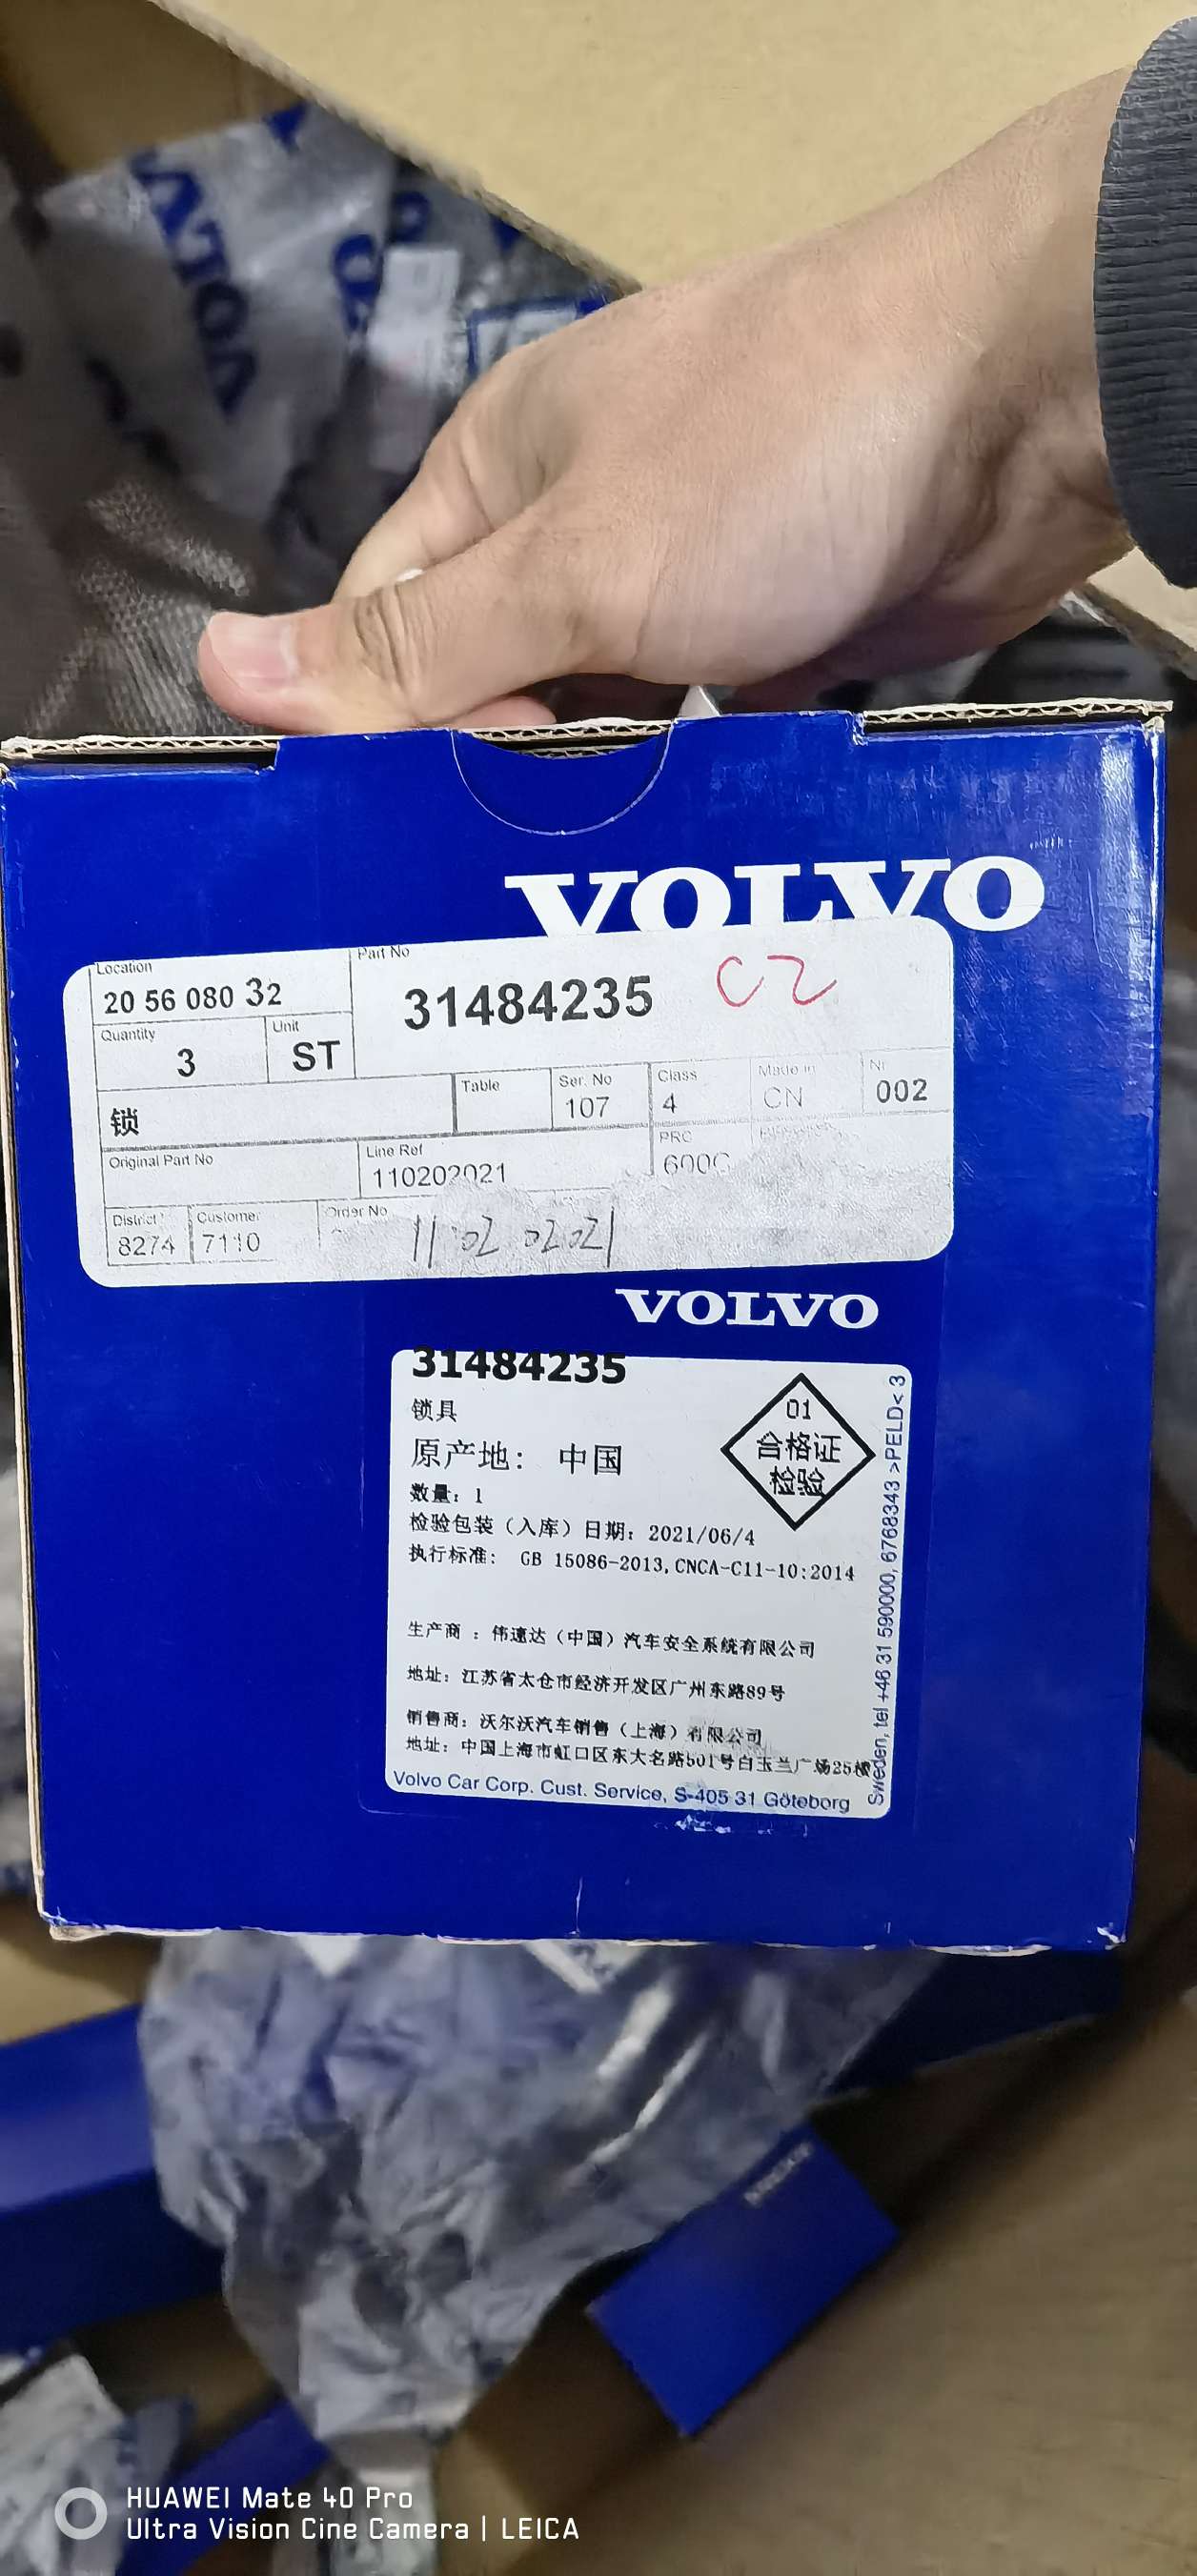 VOLVO
Location
20 56 080 32
Part No
31484235
CZ
Quantity
3
Unit
ST
锁
Table
Ser. No
107
Class
4
Made in
CN
Nr
002
Original Part No
Line Ref
110202021
PRC
District
8274
Customer
7110
Order No
11 02 02021
VOLVO
31484235
锁具
原产地： 中国
数量：1
检验包装（入库）日期：2021/06/4
执行标准： GB 15086-2013,CNCA-C11-10:2014
01
合格证
检验
生产商 ：伟速达（中国）汽车安全系统有限公司
地址：江苏省太仓市经济开发区广州东路89号
销售商：沃尔沃汽车销售（上海）有限公司
地址：中国上海市虹口区东大名路501号白玉兰广场25楼
Volvo Car Corp. Cust. Service, S-405 31 Göteborg
Sweden, tel +46 31 590000, 6768343 >PELD< 3
HUAWEI Mate 40 Pro
Ultra Vision Cine Camera | LEICA